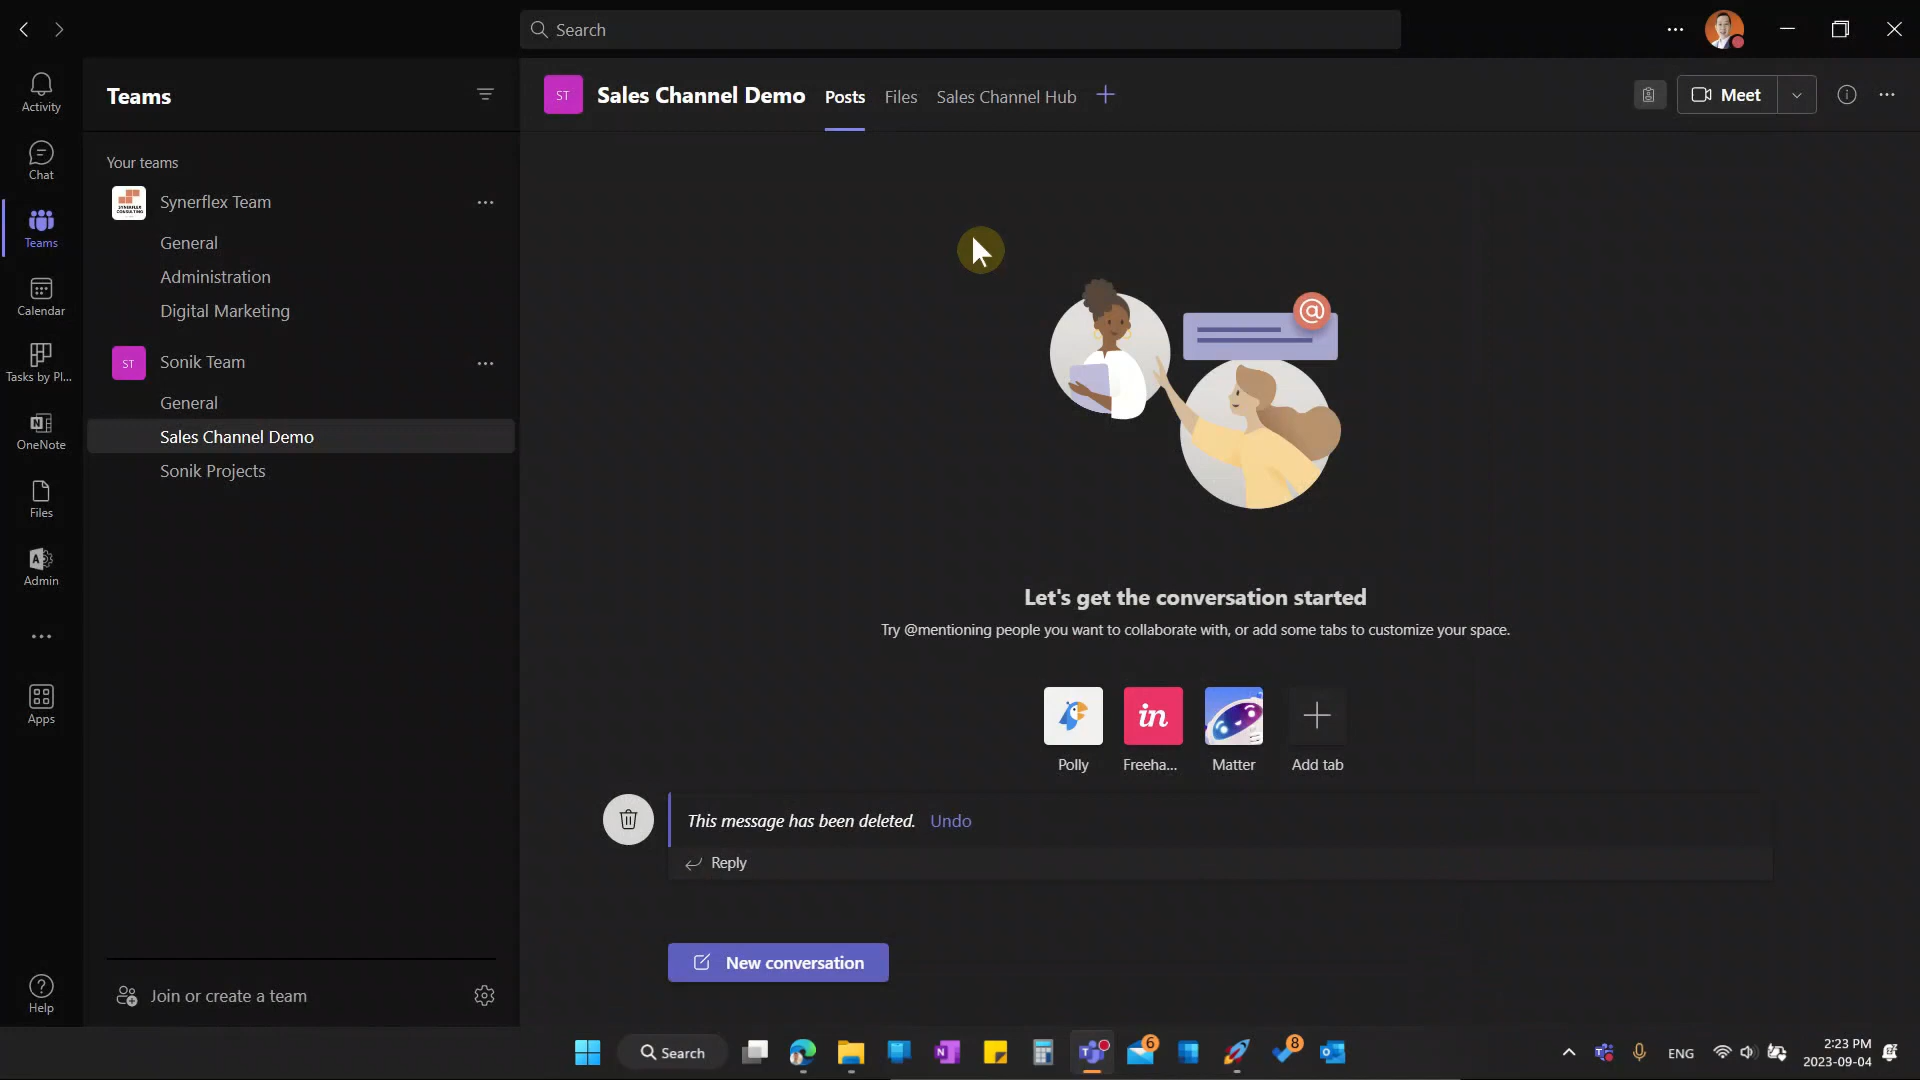 Search
Activity
Chat
Teams
Calendar
Tasks by Pl...
OneNote
Files
Admin
Apps
Help
Teams
Your teams
SYNERFLEX
CONSULTING
Synerflex Team
General
Administration
Digital Marketing
ST
Sonik Team
General
Sales Channel Demo
Sonik Projects
Join or create a team
ST
Sales Channel Demo
Posts
Files
Sales Channel Hub
Meet
@
Let's get the conversation started
Try @mentioning people you want to collaborate with, or add some tabs to customize your space.
in
Polly
Freeha...
Matter
Add tab
This message has been deleted. Undo
Reply
New conversation
Search
6
8
ENG
2:23 PM
2023-09-04